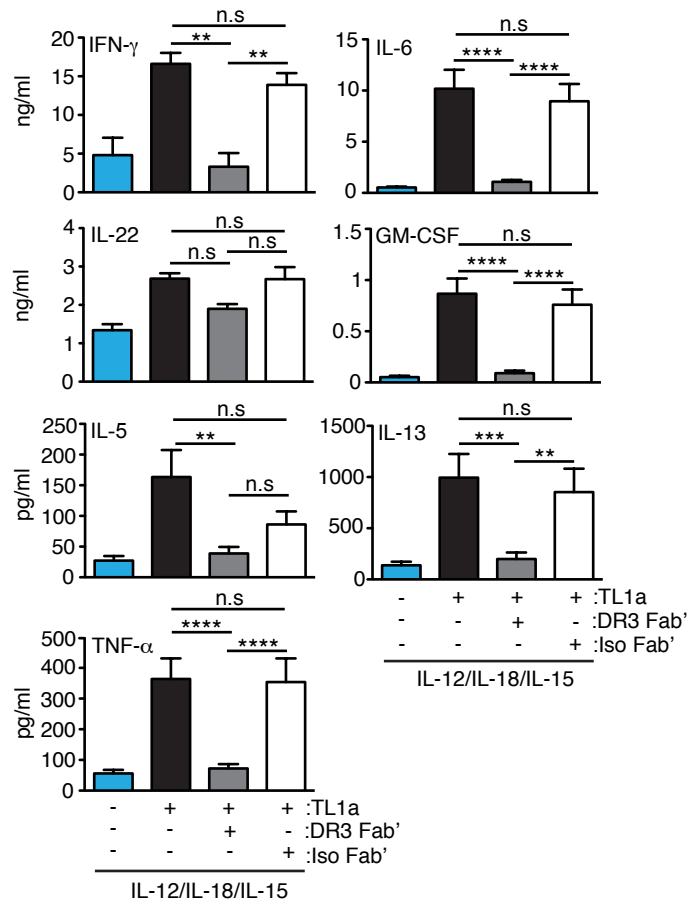 n.s
IFN-γ
** **
20
15
10
5
0
ng/ml
n.s
IL-6
**** ****
15
10
5
0
n.s
IL-22
n.s n.s
4
3
2
1
0
ng/ml
n.s
GM-CSF
**** ****
1
0.5
0
n.s
IL-5
**
n.s
250
200
150
100
50
0
pg/ml
n.s
IL-13
*** **
1500
1000
500
0
- + + + :TL1a
- - + - :DR3 Fab'
- - - + :Iso Fab'
IL-12/IL-18/IL-15
n.s
TNF-α
**** ****
500
400
300
200
100
0
pg/ml
- + + + :TL1a
- - + - :DR3 Fab'
- - - + :Iso Fab'
IL-12/IL-18/IL-15